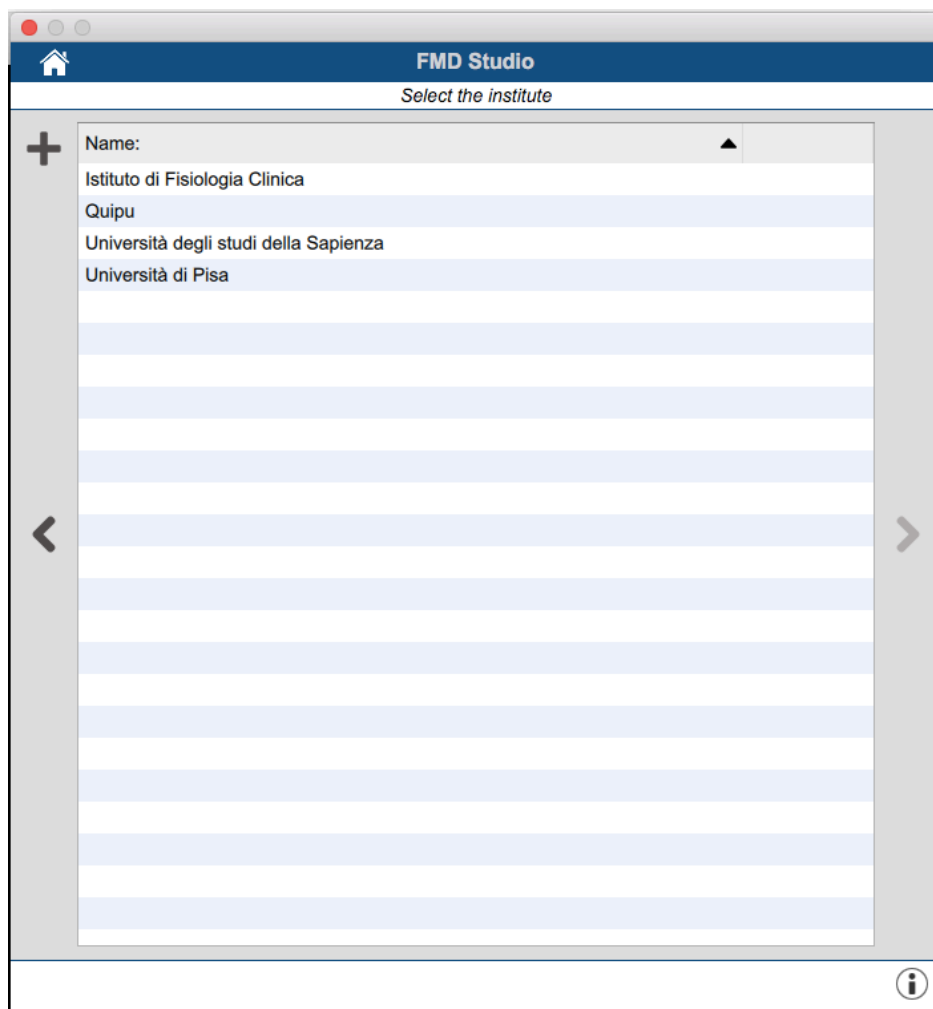 FMD Studio
Select the institute
Name:
Istituto di Fisiologia Clinica
Quipu
Università degli studi della Sapienza
Università di Pisa